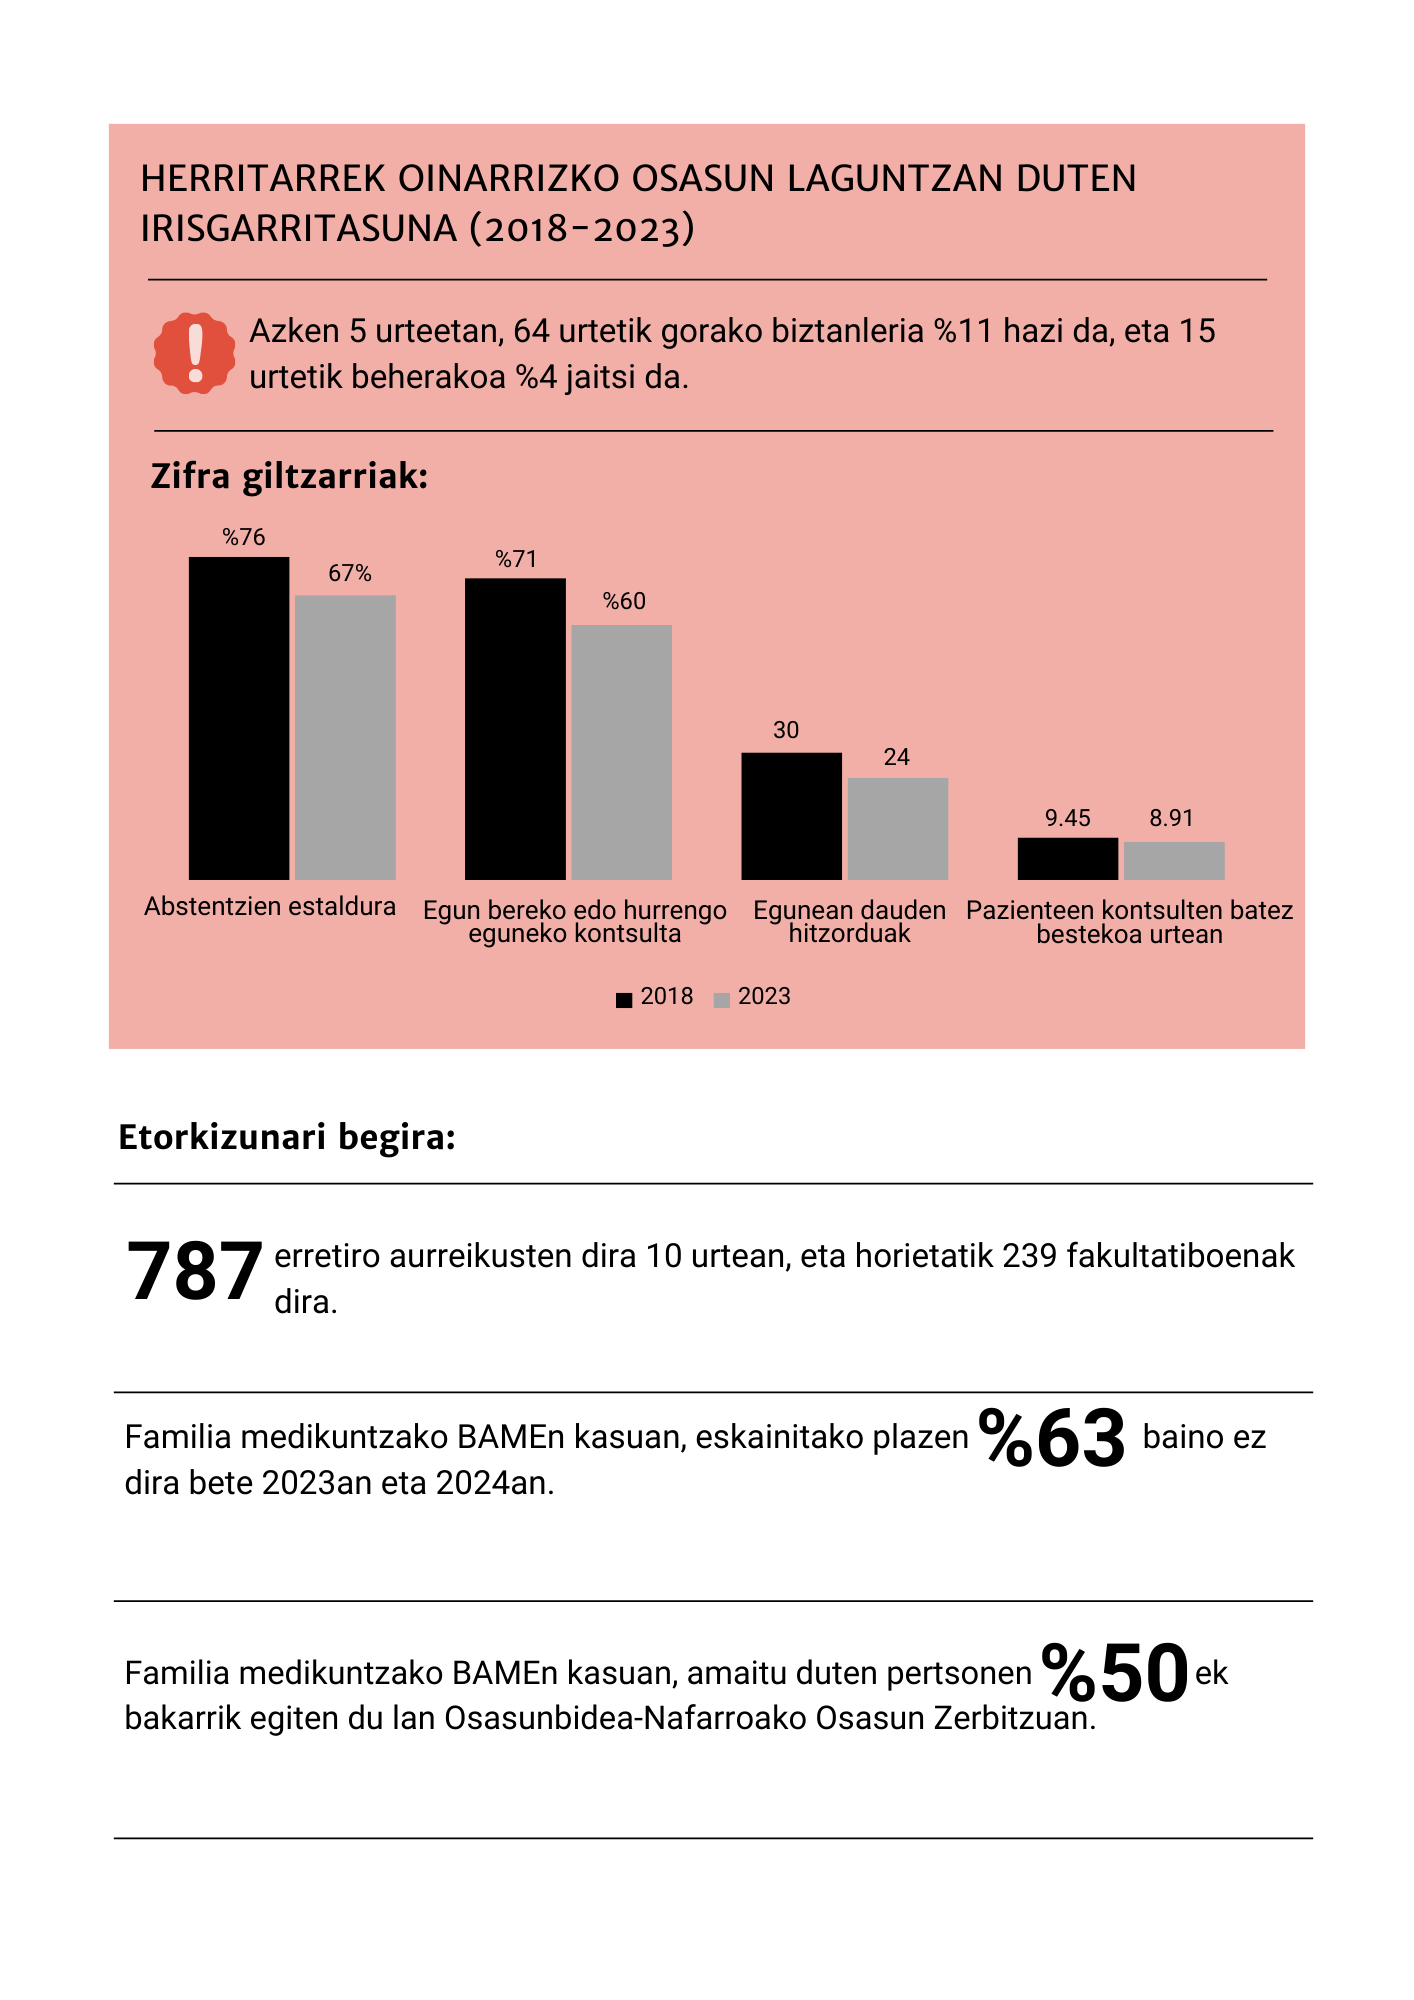 HERRITARREK OINARRIZKO OSASUN LAGUNTZAN DUTEN
IRISGARRITASUNA (2018-2023)
Azken 5 urteetan, 64 urtetik gorako biztanleria %11 hazi da, eta 15
urtetik beherakoa %4 jaitsi da.
Zifra giltzarriak:
%76
67%
%71
%60
30
24
9.45
8.91
Abstentzien estaldura
Egun bereko edo hurrengo
eguneko kontsulta
Egunean dauden
hitzorduak
Pazienteen kontsulten batez
bestekoa urtean
2018
2023
Etorkizunari begira:
787 erretiro aurreikusten dira 10 urtean, eta horietatik 239 fakultatiboenak
dira.
Familia medikuntzako BAMEn kasuan, eskainitako plazen %63 baino ez
dira bete 2023an eta 2024an.
Familia medikuntzako BAMEn kasuan, amaitu duten pertsonen %50 ek
bakarrik egiten du lan Osasunbidea-Nafarroako Osasun Zerbitzuan.